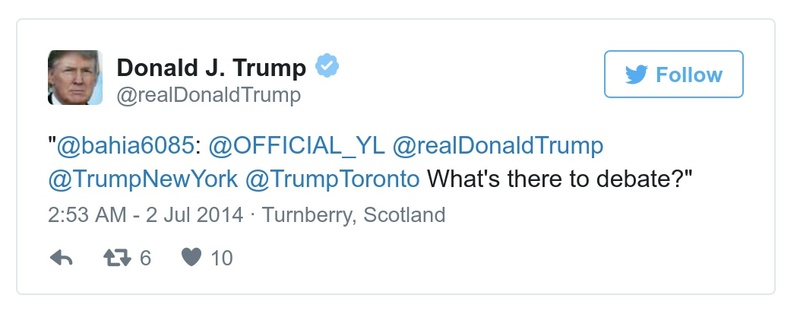 Donald J. Trump
@realDonaldTrump
Follow
"@bahia6085: @OFFICIAL_YL @realDonaldTrump
@TrumpNewYork @TrumpToronto What's there to debate?"
2:53 AM - 2 Jul 2014 · Turnberry, Scotland
6 10